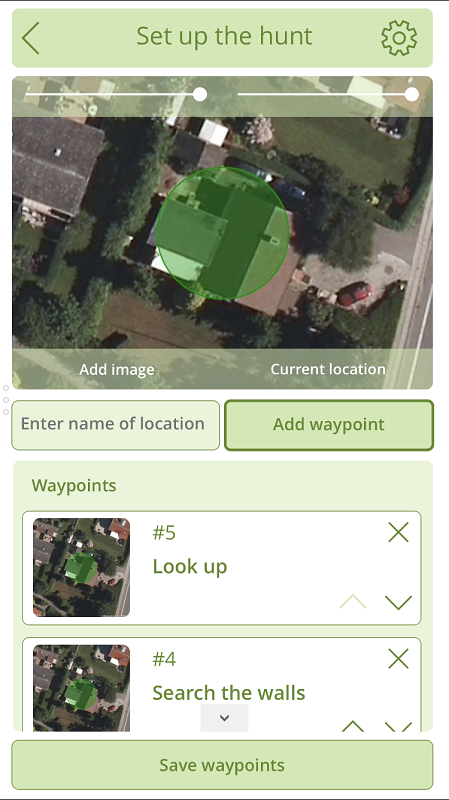 Set up the hunt
Add image
Current location
Enter name of location
Add waypoint
Waypoints
#5
Look up
#4
Search the walls
Save waypoints